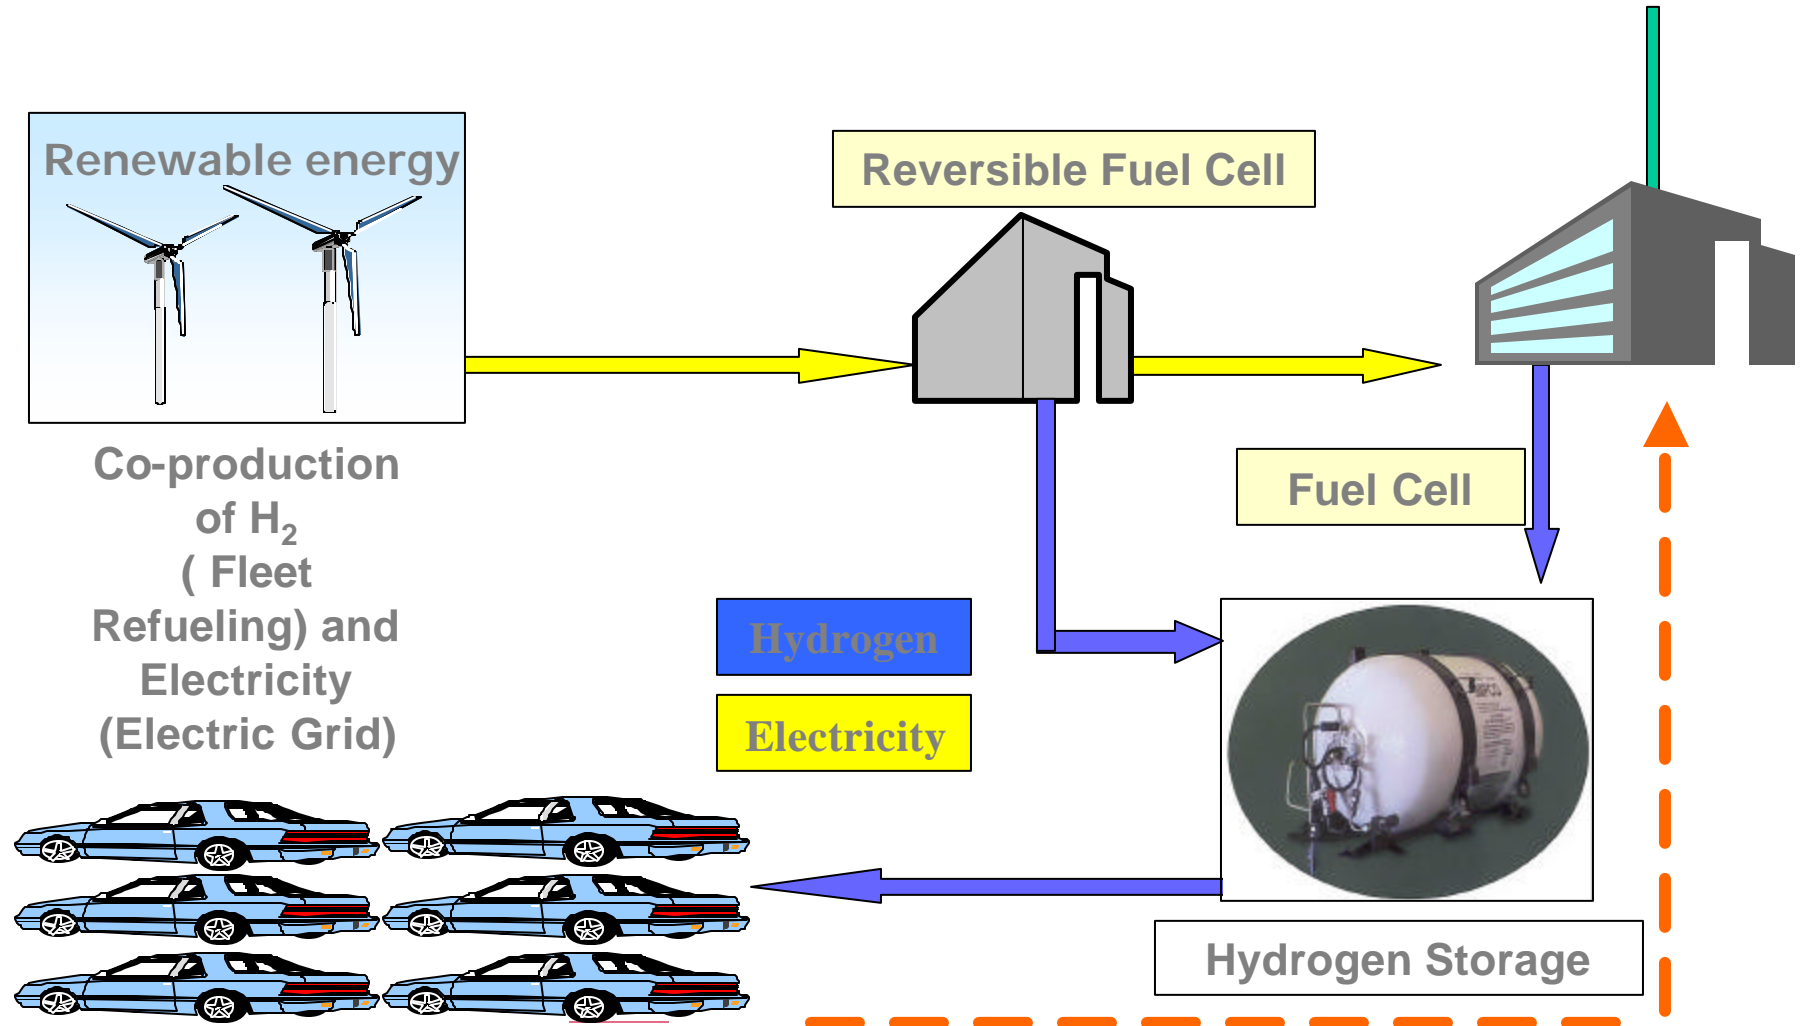 Renewable energy
Reversible Fuel Cell
Co-production
of H₂
( Fleet
Refueling) and
Electricity
(Electric Grid)
Fuel Cell
Hydrogen
Electricity
Hydrogen Storage